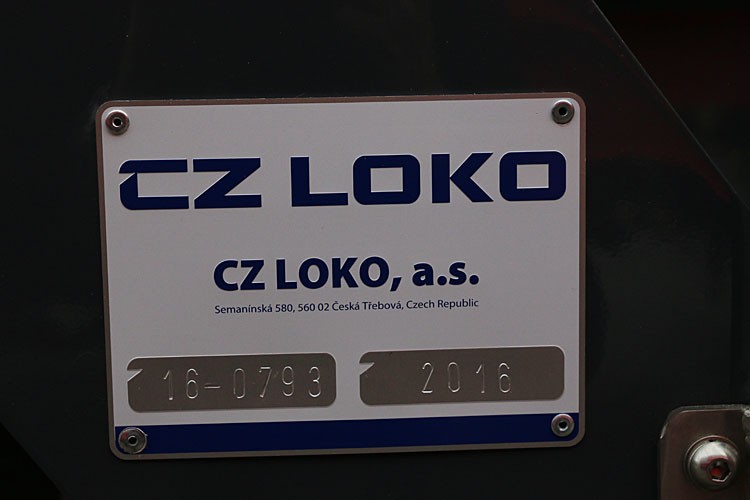 CZ LOKO
CZ LOKO, a.s.
Semanínská 580, 560 02 Česká Třebová, Czech Republic
16-0793 2016